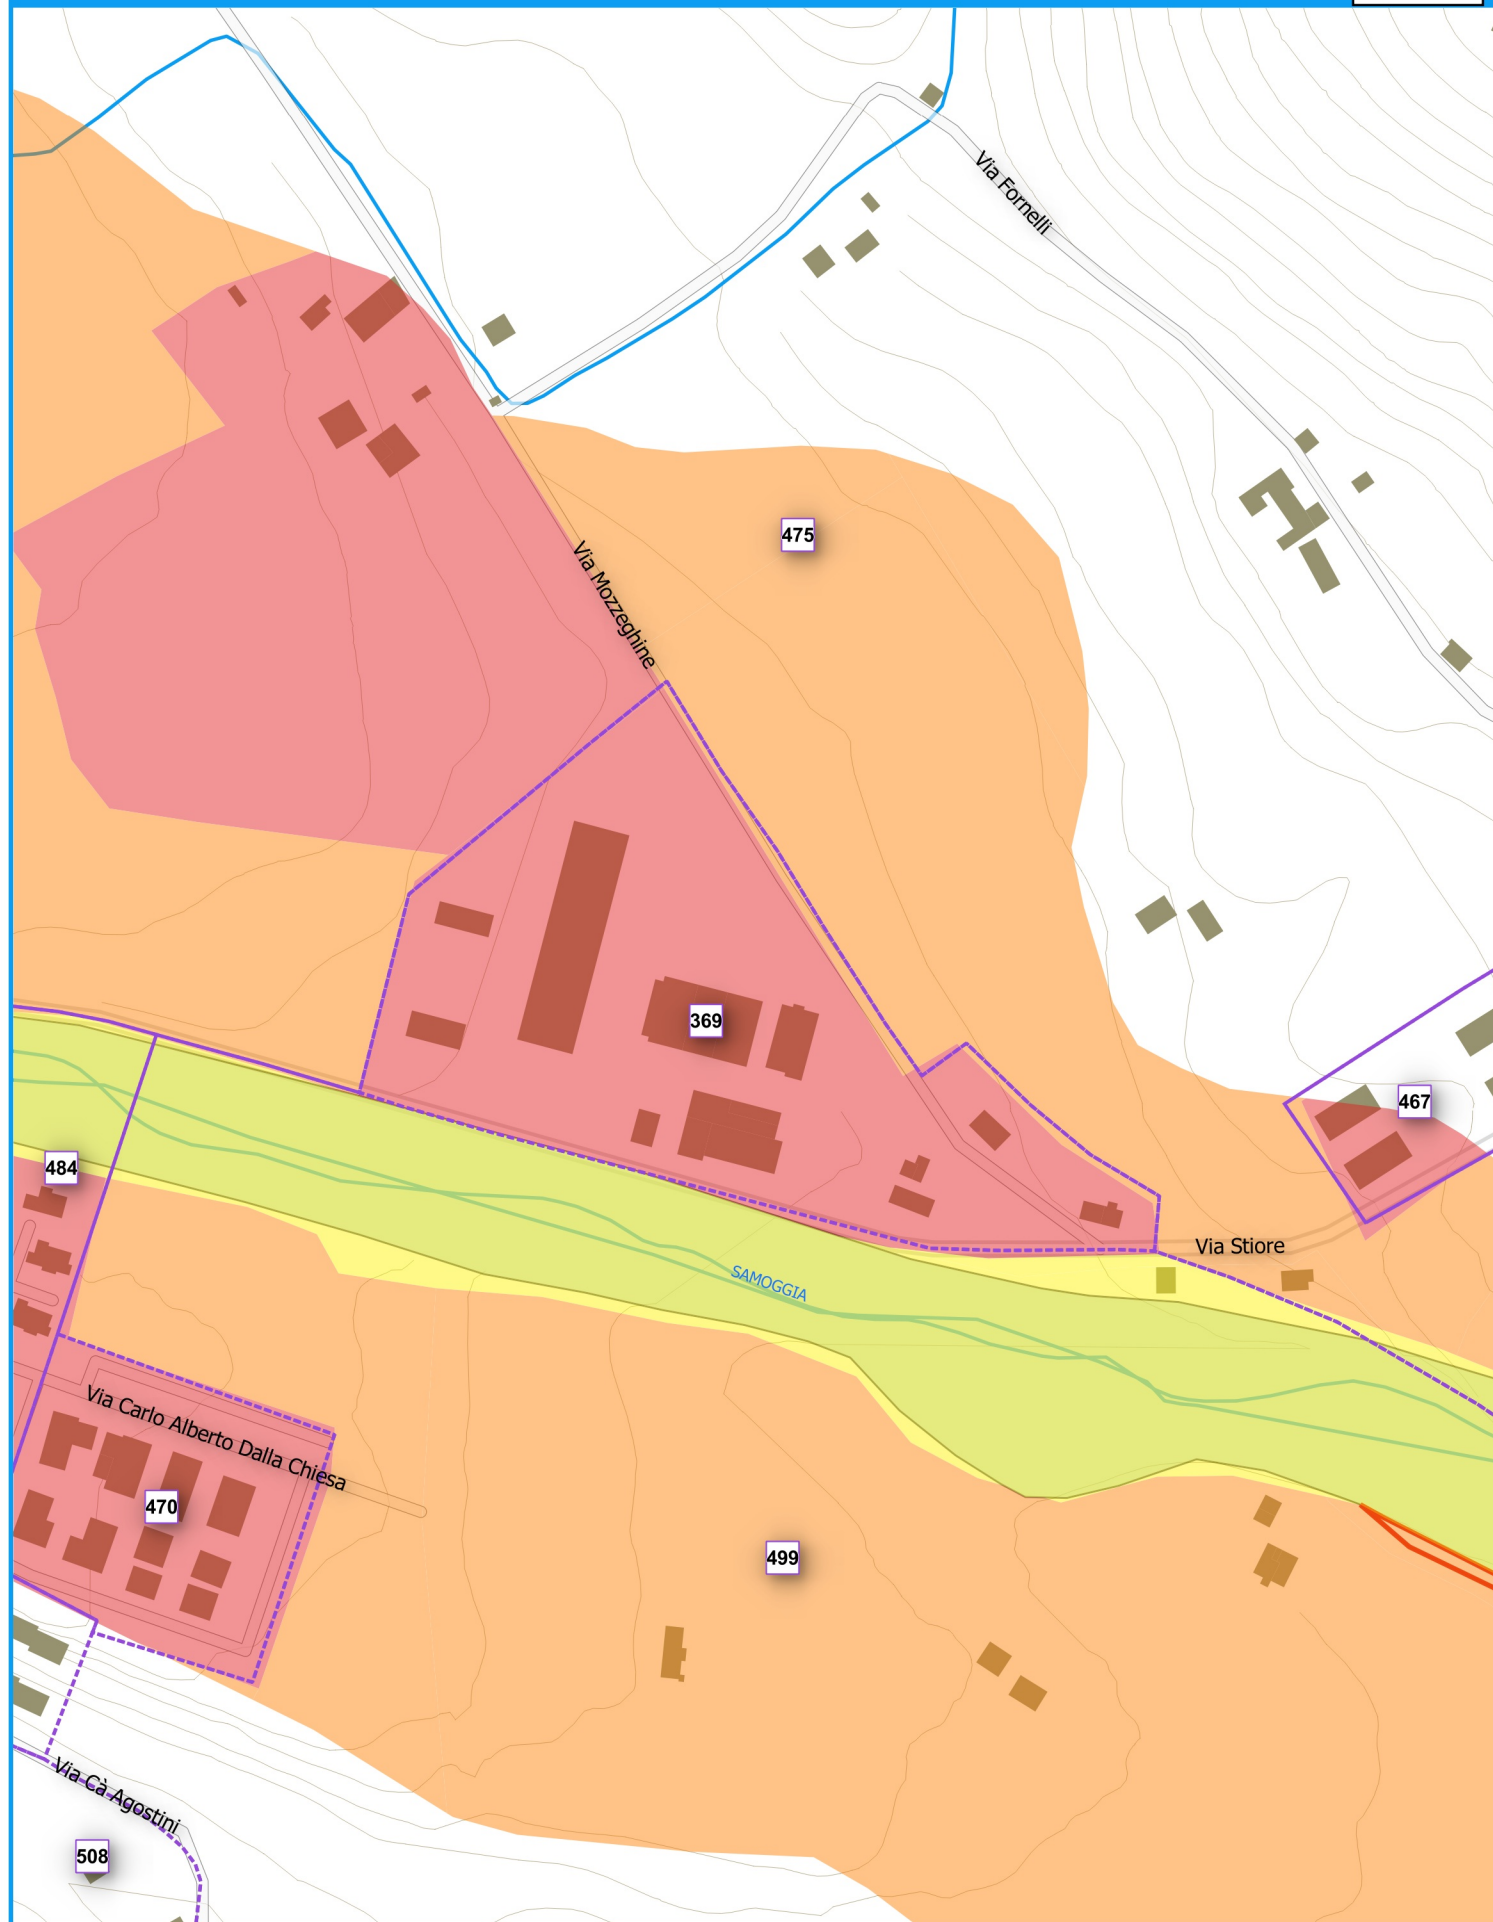 Via Fornelli
475
Via Mozzeghine
369
467
484
Via Stiore
SAMOGGIA
Via Carlo Alberto Dalla Chiesa
470
499
Via Cà Agostini
508